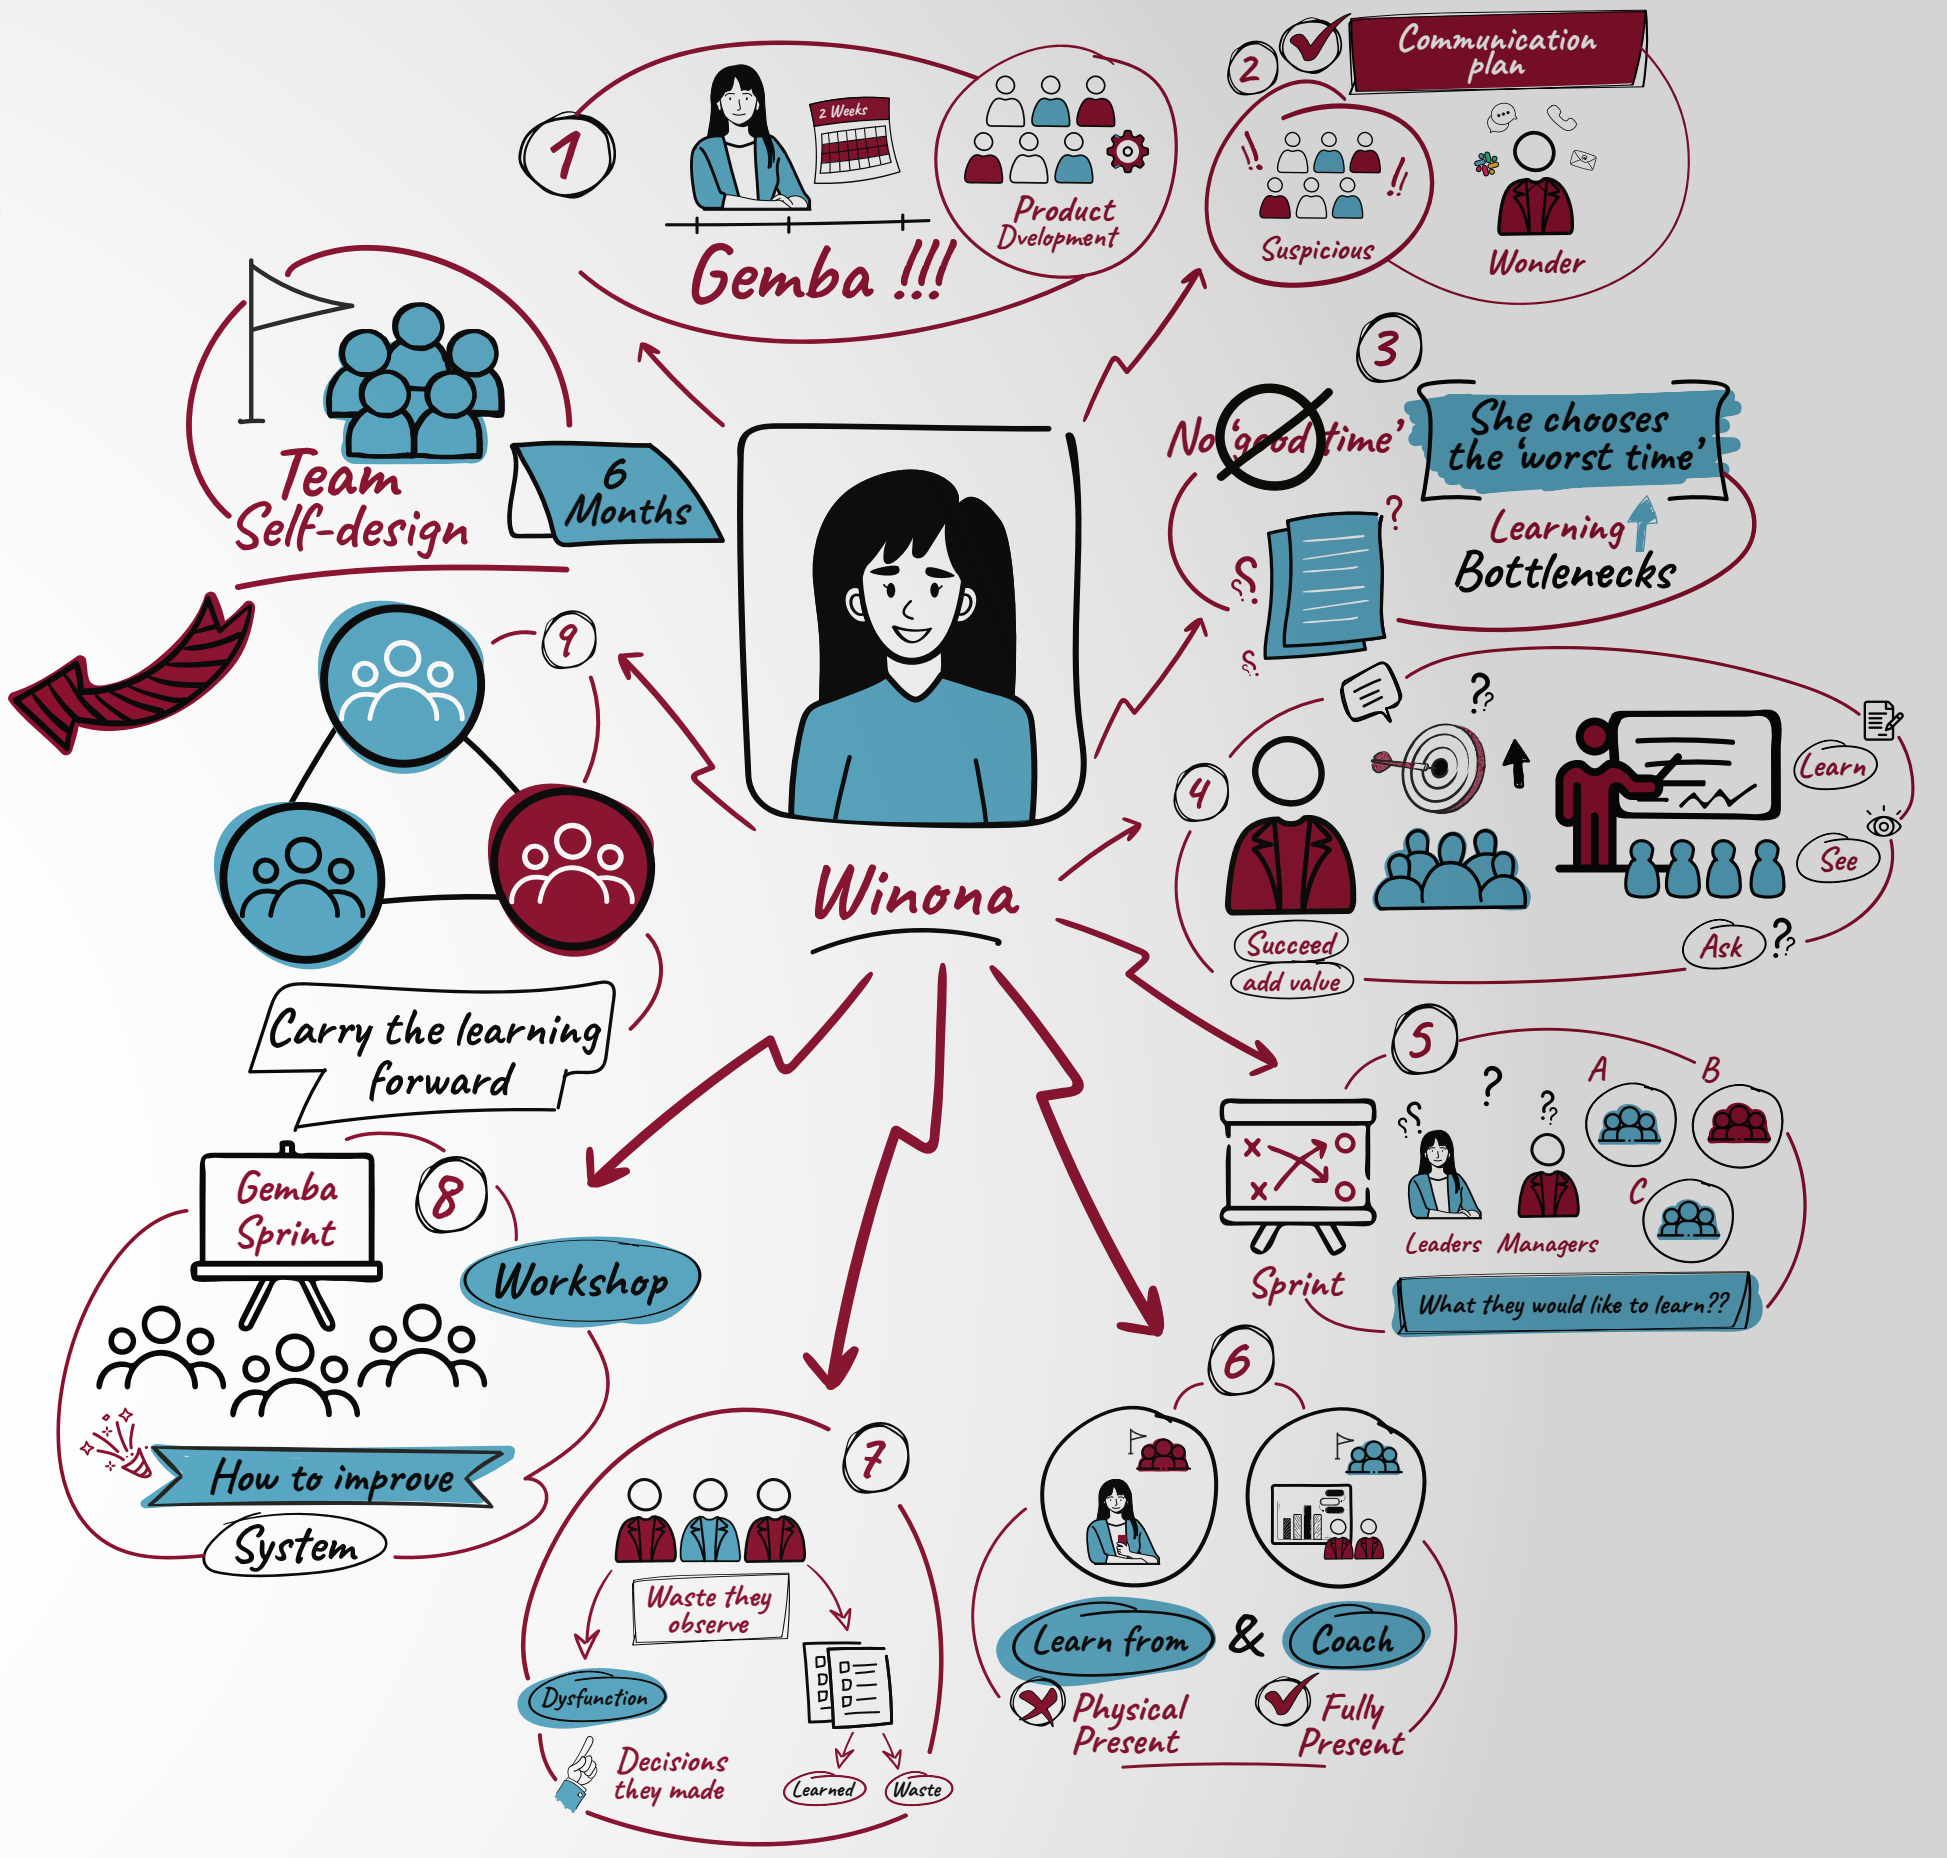 1
2 Weeks
Gemba !!!
Product
Dvelopment
2
Communication
plan
!!
!!
Suspicious
Wonder
3
No 'good time'
She chooses
the 'worst time'
Learning
Bottlenecks
?
? ?
?
Team
Self-design
6
Months
Winona
4
??
Succeed
add value
Learn
See
Ask ??
5
A
B
C
??
?
??
x
x
Sprint
Leaders
Managers
What they would like to learn??
6
Learn from & Coach
Physical
Present
Fully
Present
7
Waste they
observe
Dysfunction
Decisions
they made
Learned
Waste
8
Gemba
Sprint
Workshop
How to improve
System
9
Carry the learning
forward